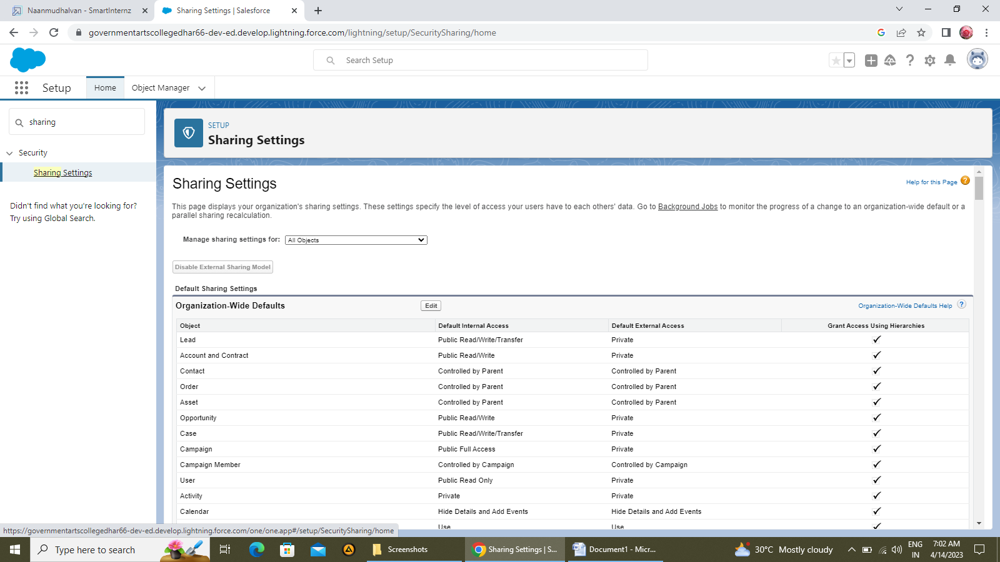 Naanmudhalvan - SmartInternz
Sharing Settings | Salesforce
governmentartscollegedhar66-dev-ed.develop.lightning.force.com/lightning/setup/SecuritySharing/home
Search Setup
Setup
Home
Object Manager
sharing
Security
Sharing Settings
Didn't find what you're looking for?
Try using Global Search.
SETUP
Sharing Settings
Sharing Settings
Help for this Page
This page displays your organization's sharing settings. These settings specify the level of access your users have to each others' data. Go to Background Jobs to monitor the progress of a change to an organization-wide default or a
parallel sharing recalculation.
Manage sharing settings for: All Objects
Disable External Sharing Model
Default Sharing Settings
Organization-Wide Defaults Edit Organization-Wide Defaults Help ?
Object Default Internal Access Default External Access Grant Access Using Hierarchies
Lead Public Read/Write/Transfer Private ✓
Account and Contract Public Read/Write Private ✓
Contact Controlled by Parent Controlled by Parent ✓
Order Controlled by Parent Controlled by Parent ✓
Asset Controlled by Parent Controlled by Parent ✓
Opportunity Public Read/Write Private ✓
Case Public Read/Write/Transfer Private ✓
Campaign Public Full Access Private ✓
Campaign Member Controlled by Campaign Controlled by Campaign ✓
User Public Read Only Private ✓
Activity Private Private ✓
Calendar Hide Details and Add Events Hide Details and Add Events ✓
Use Use ✓
https://governmentartscollegedhar66-dev-ed.develop.lightning.force.com/one/one.app#/setup/SecuritySharing/home
Type here to search
Screenshots
Sharing Settings | S...
Document1 - Micr...
30°C Mostly cloudy
ENG
IN
7:02 AM
4/14/2023